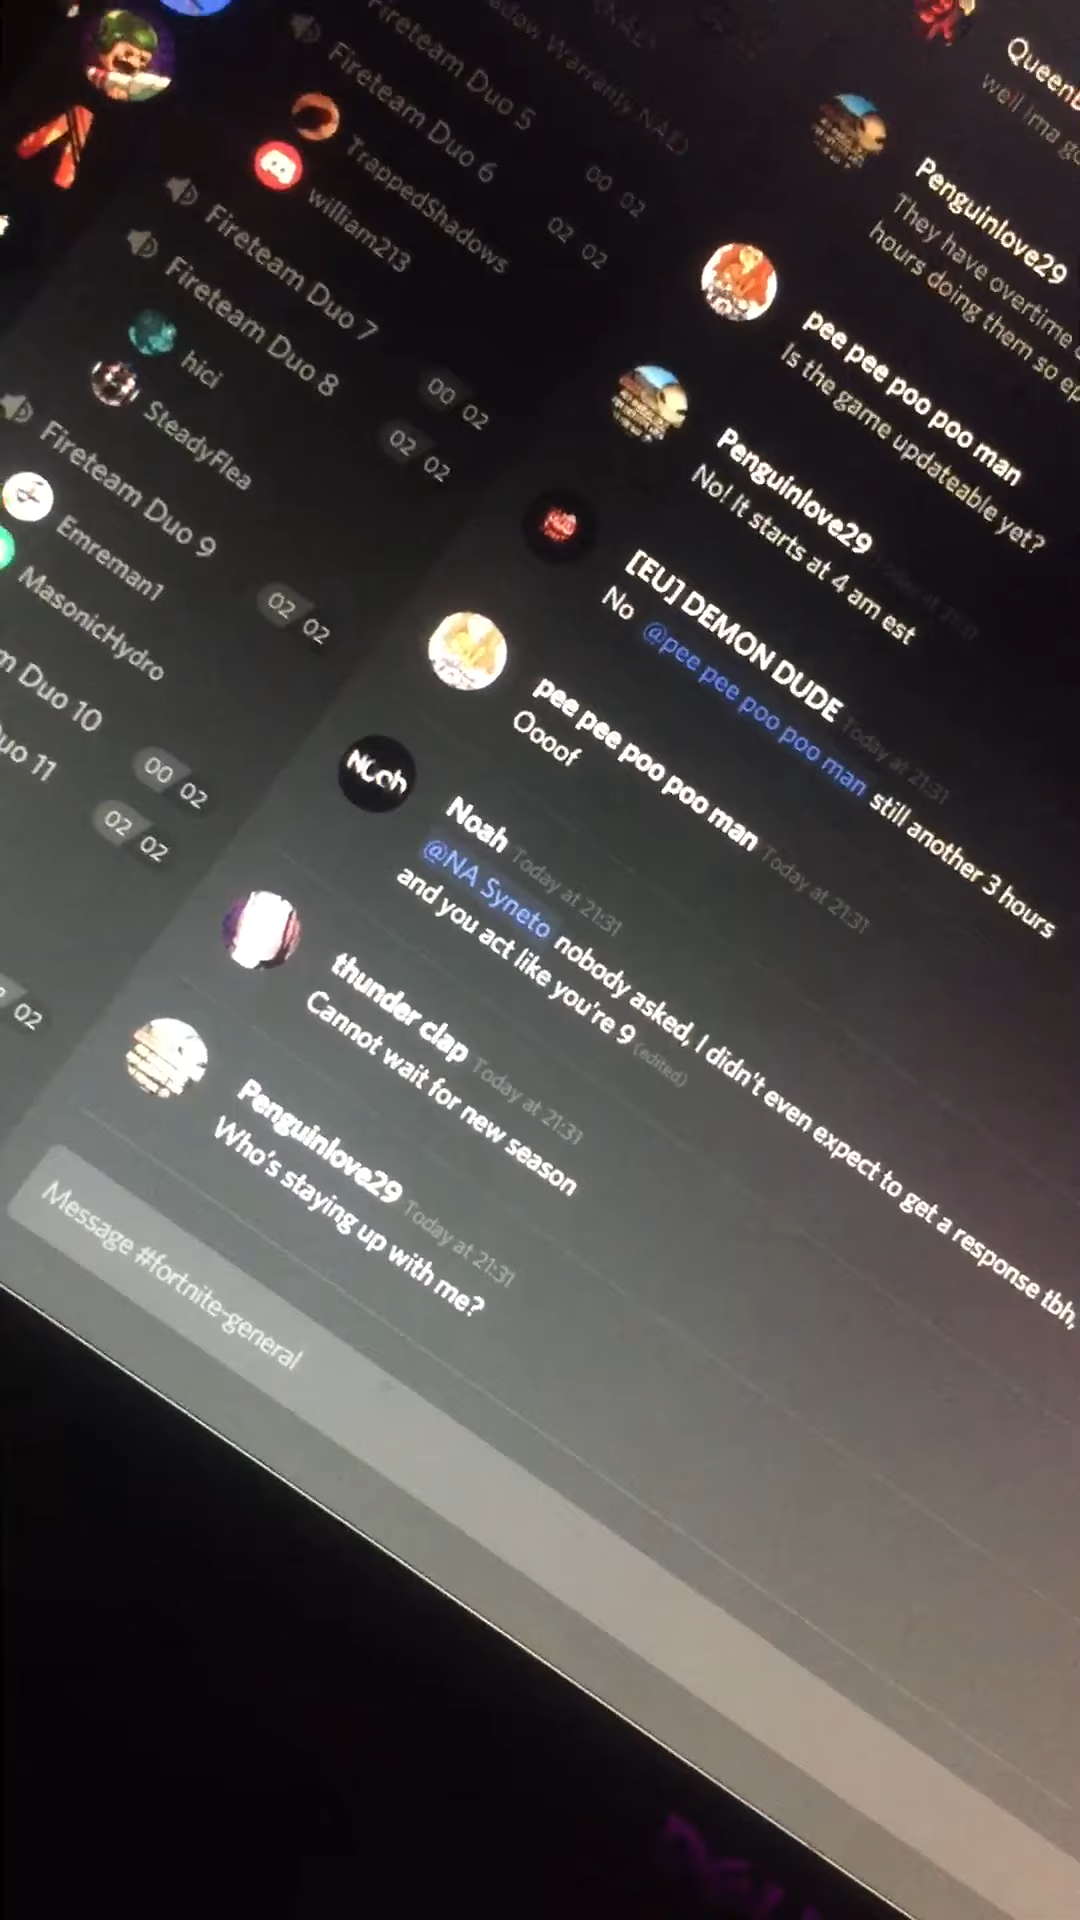 Fireteam Duo 5
Fireteam Duo 6
00 02
TrappedShadows
02 02
william213
Fireteam Duo 7
00 02
Fireteam Duo 8
02 02
hici
SteadyFlea
Fireteam Duo 9
02 02
Emreman1
MasonicHydro
Duo 10
00 02
11
02 02
02
well Ima
Penguinlove29
They have overtime
hours doing them so
pee pee poo poo man
Is the game updateable yet?
Penguinlove29
No! It starts at 4 am est
[EU] DEMON DUDE Today at 21:31
No @pee pee poo poo man still another 3 hours
pee pee poo poo man Today at 21:31
Oooof
NOah
Noah Today at 21:31
@NA Syneto nobody asked, I didn't even expect to get a response tbh,
and you act like you're 9 (edited)
thunder clap Today at 21:31
Cannot wait for new season
Penguinlove29 Today at 21:31
Who's staying up with me?
Message #fortnite-general